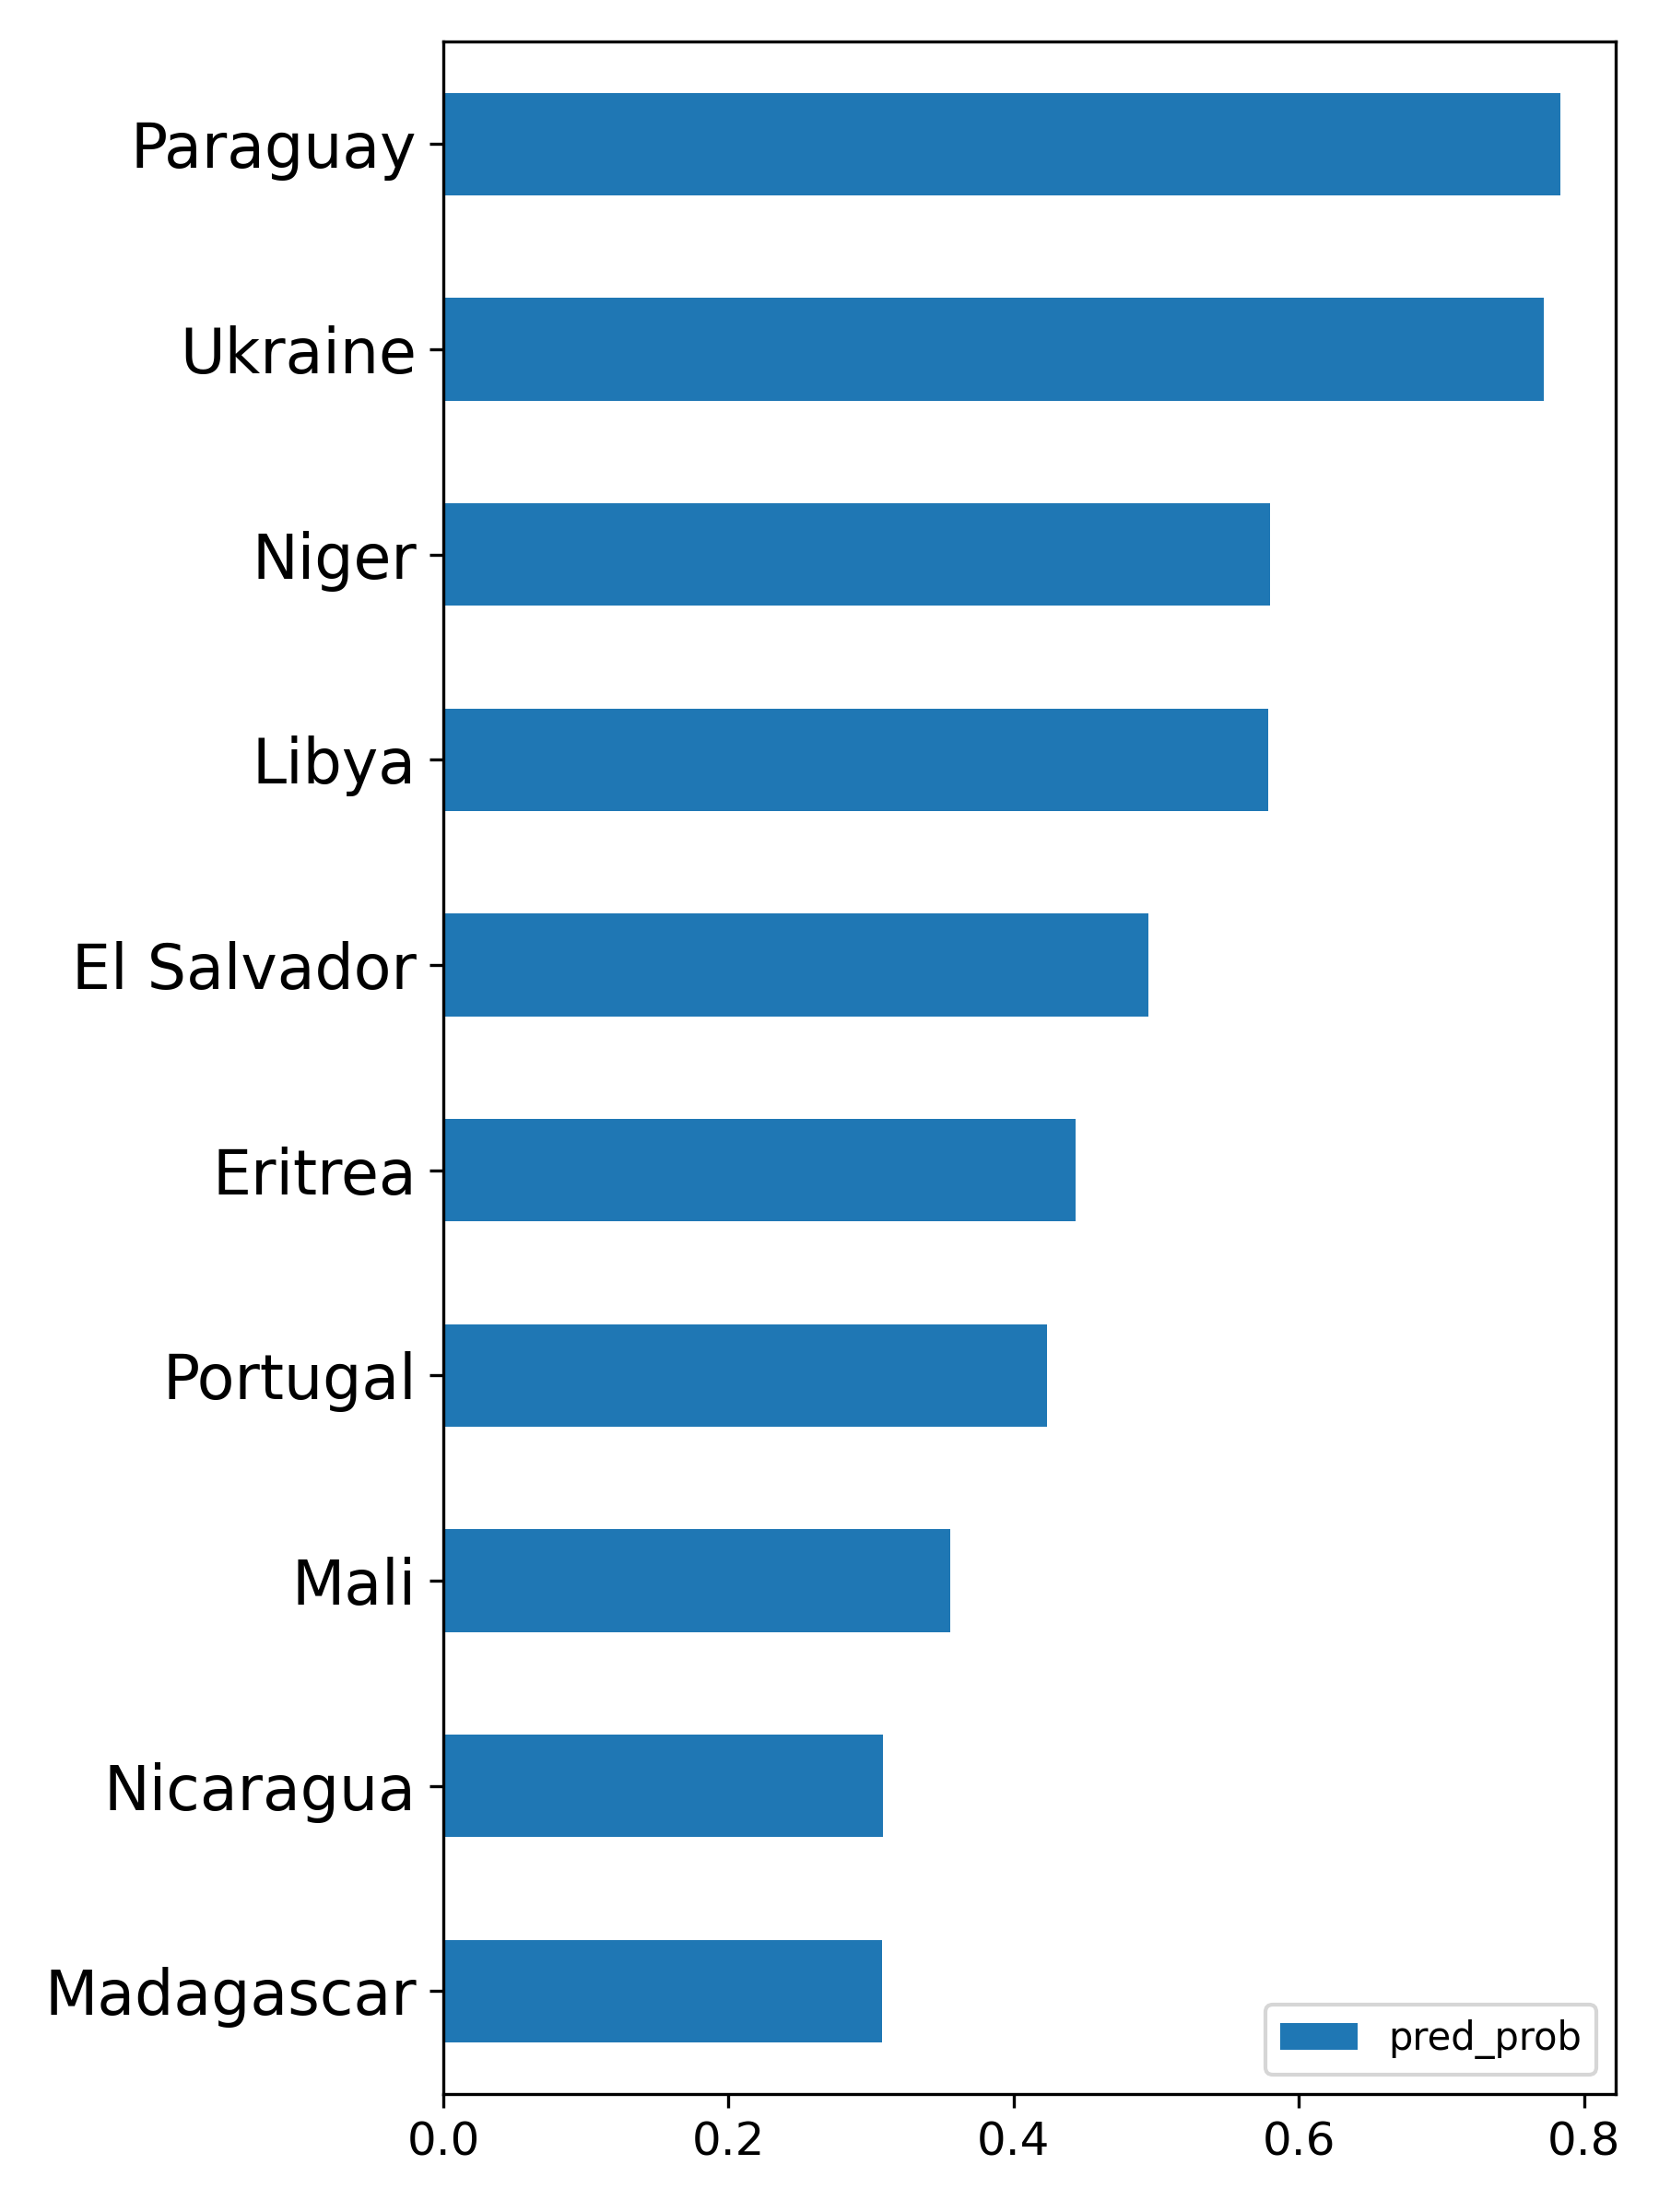 Paraguay
Ukraine
Niger
Libya
El Salvador
Eritrea
Portugal
Mali
Nicaragua
Madagascar
pred_prob
0.0 0.2 0.4 0.6 0.8